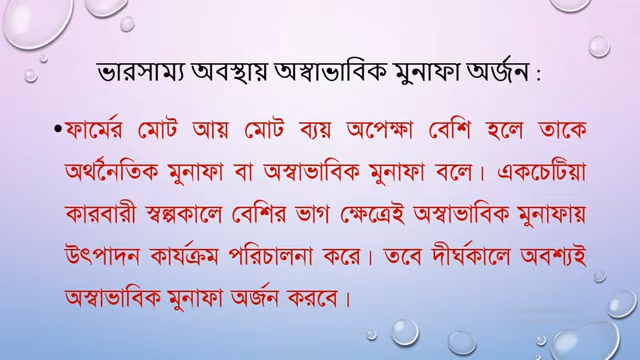 ভারসাম্য অবস্থায় অস্বাভাবিক মুনাফা অর্জন :
•ফার্মের মোট আয় মোট ব্যয় অপেক্ষা বেশি হলে তাকে
অর্থনৈতিক মুনাফা বা অস্বাভাবিক মুনাফা বলে। একচেটিয়া
কারবারী স্বল্পকালে বেশির ভাগ ক্ষেত্রেই অস্বাভাবিক মুনাফায়
উৎপাদন কার্যক্রম পরিচালনা করে। তবে দীর্ঘকালে অবশ্যই
অস্বাভাবিক মুনাফা অর্জন করবে।